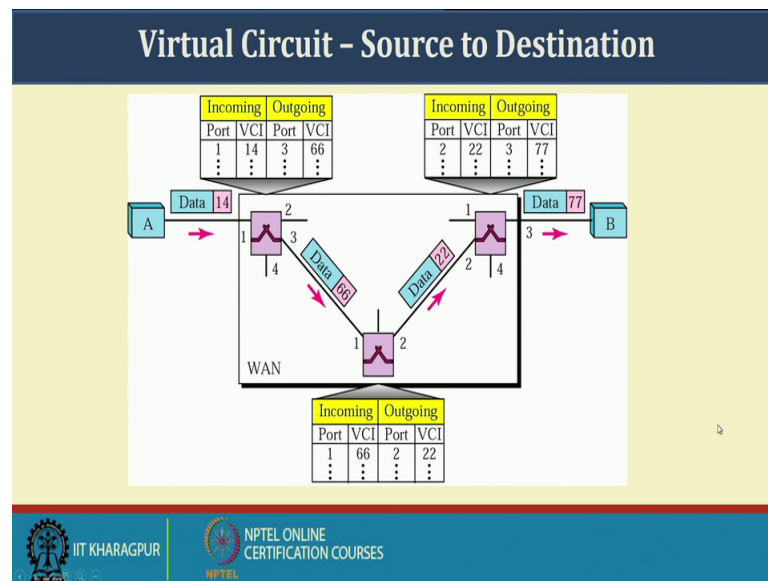 Virtual Circuit – Source to Destination
Incoming Outgoing
Port VCI Port VCI
1 14 3 66
Incoming Outgoing
Port VCI Port VCI
2 22 3 77
A
Data 14
1
2
3
4
Data 66
Data 22
1
2
3
4
Data 77
B
1
2
WAN
Incoming Outgoing
Port VCI Port VCI
1 66 2 22
IIT KHARAGPUR
NPTEL
NPTEL ONLINE
CERTIFICATION COURSES